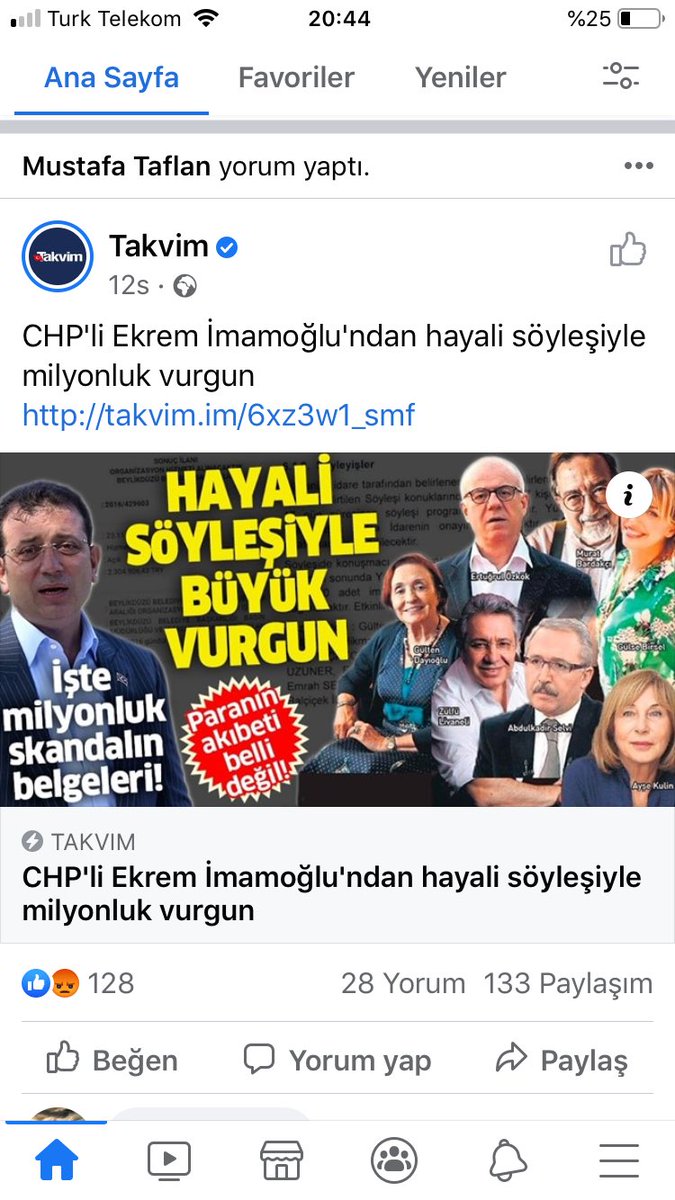 Turk Telekom
20:44
%25
Ana Sayfa
Favoriler
Yeniler
Mustafa Taflan yorum yaptı.
Takvim
Takvim
12s ·
CHP'li Ekrem İmamoğlu'ndan hayali söyleşiyle
milyonluk vurgun
http://takvim.im/6xz3w1_smf
HAYALİ
SÖYLEŞİYLE
BÜYÜK
VURGUN
İşte
milyonluk
skandalın
belgeleri!
Paranın
akıbeti
belli
değil!
SONUÇ İLANI
Ertuğrul Özkök
Murat
Bardakçı
Gülse Birsel
Gülten
Dayıoğlu
Zülfü
Livaneli
Abdulkadir Selvi
Ayşe Kulin
TAKVIM
CHP'li Ekrem İmamoğlu'ndan hayali söyleşiyle
milyonluk vurgun
128
28 Yorum
133 Paylaşım
Beğen
Yorum yap
Paylaş